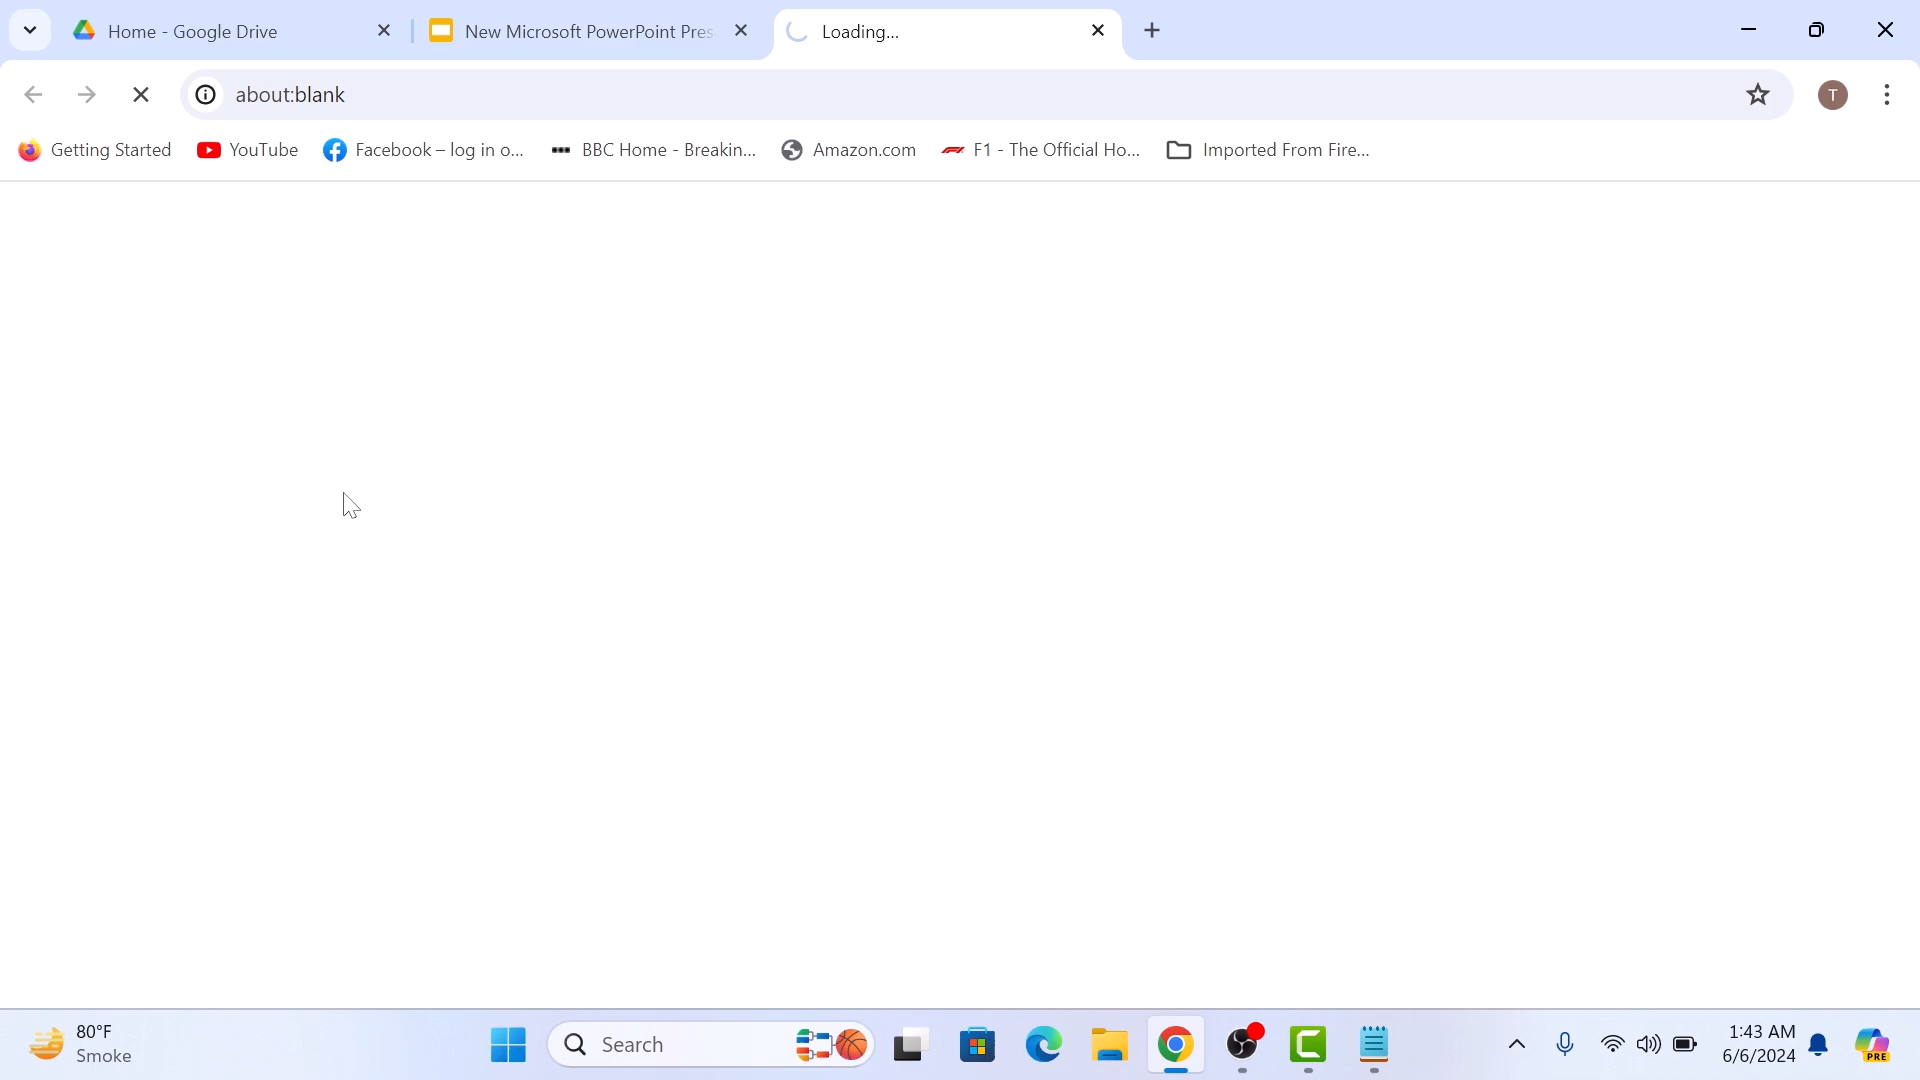 Home - Google Drive
New Microsoft PowerPoint Pres
Loading...
about:blank
Getting Started
YouTube
Facebook – log in o...
BBC Home - Breakin...
Amazon.com
F1 - The Official Ho...
Imported From Fire...
T
80°F
Smoke
Search
1:43 AM
6/6/2024
PRE